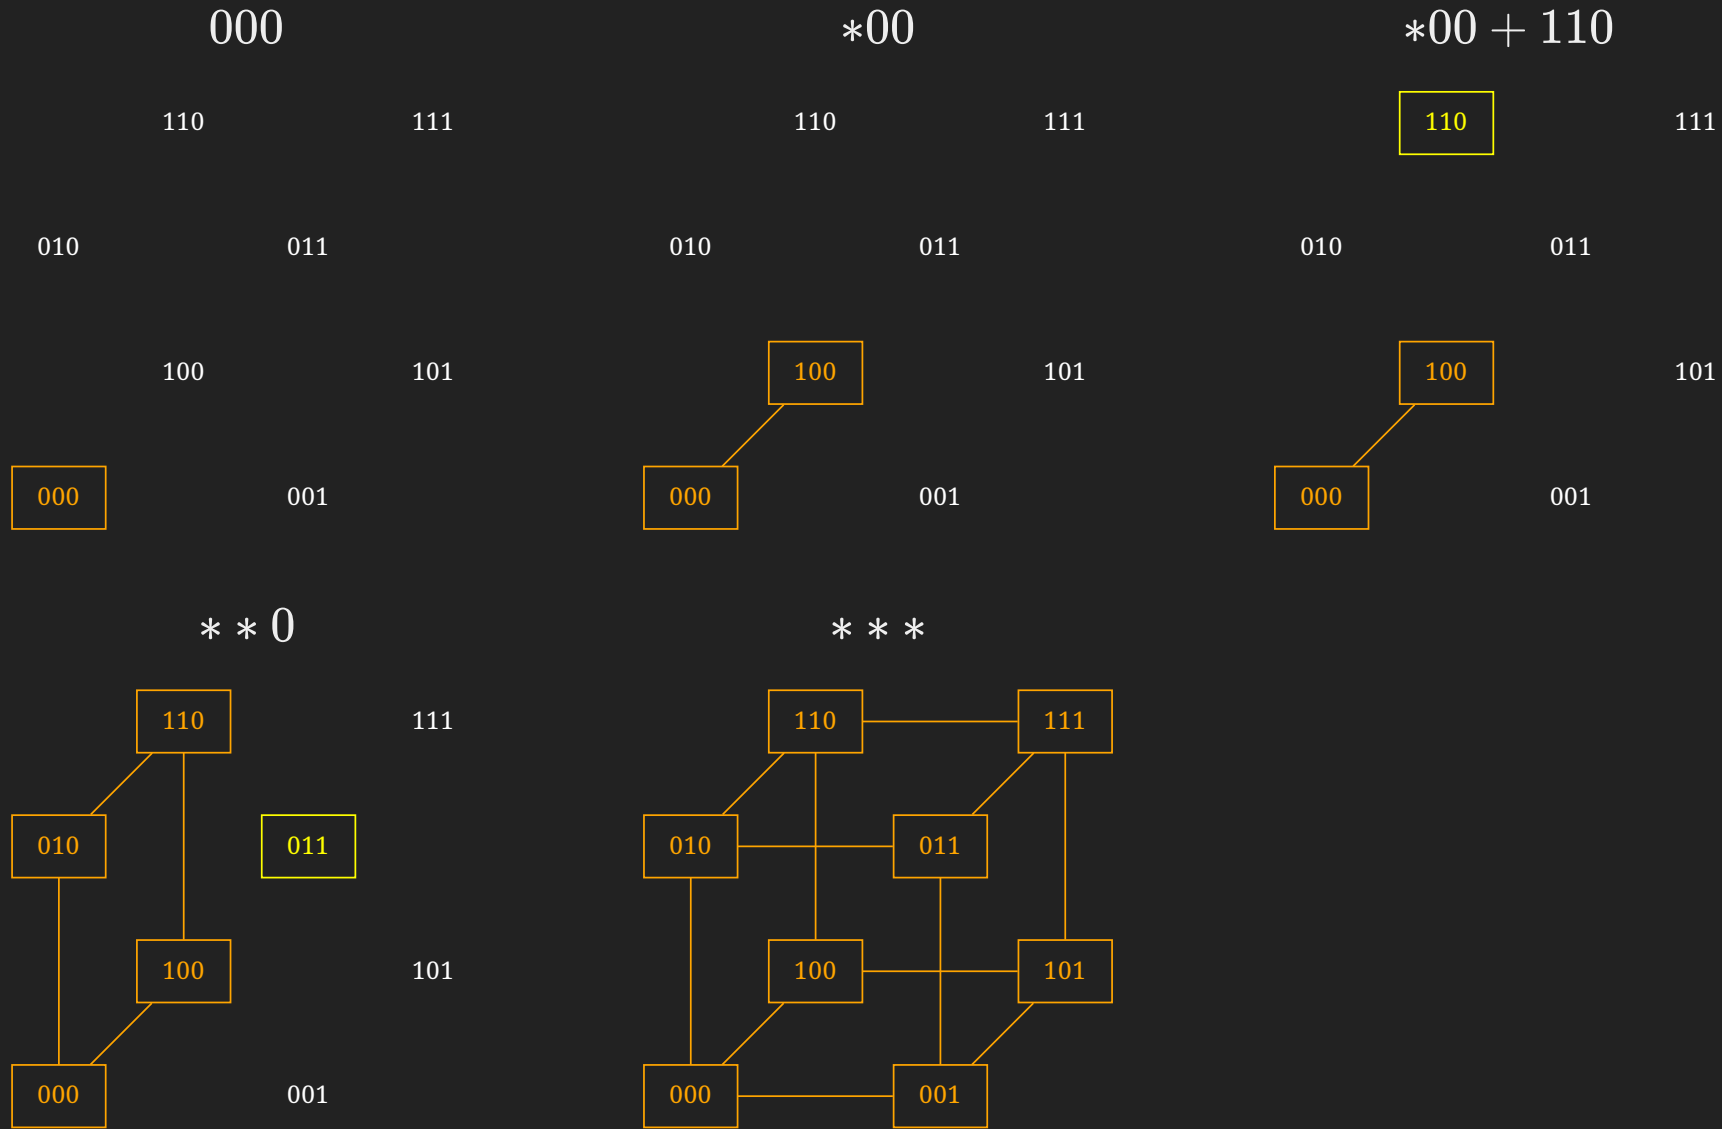 000 ∗00 ∗00 + 110
110 111 110 111 110 111
010 011 010 011 010 011
100 101 100 101 100 101
000 001 000 001 000 001
∗ ∗ 0 ∗ ∗ ∗
110 111 110 111
010 011 010 011
100 101 100 101
000 001 000 001